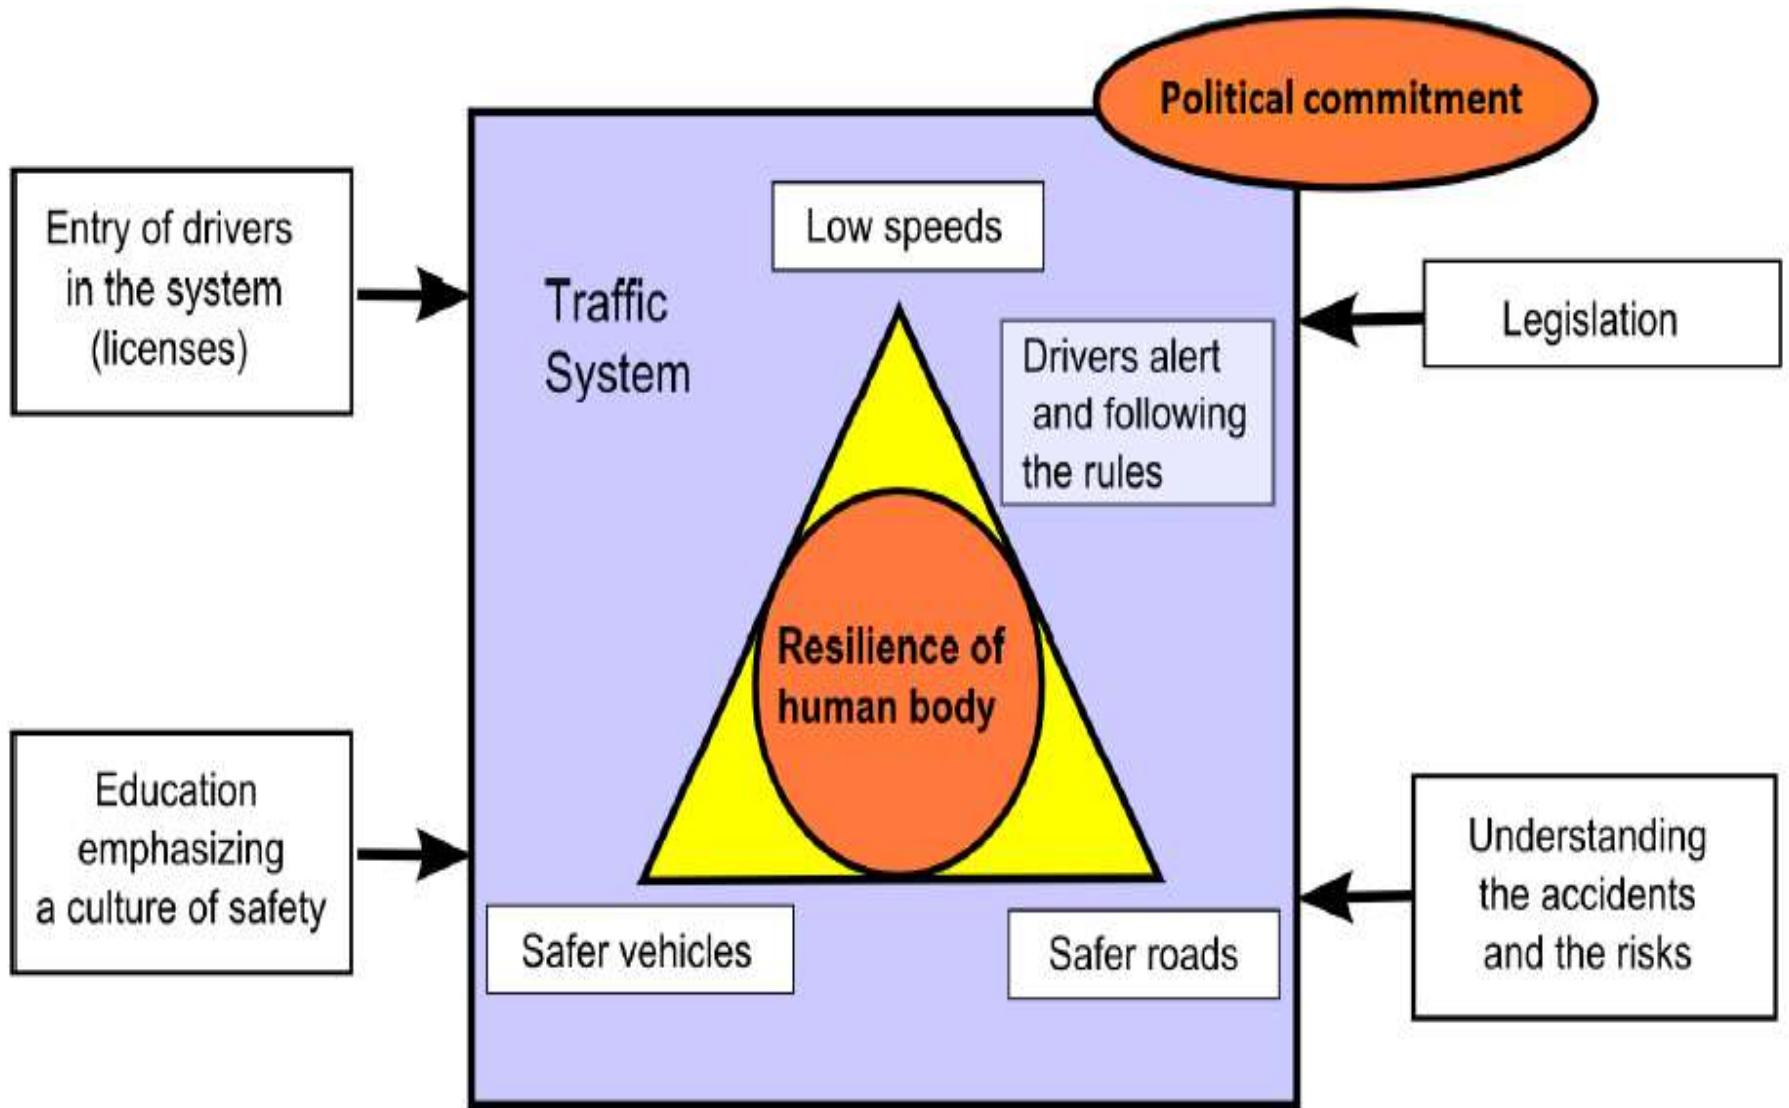 Political commitment
Entry of drivers
in the system
(licenses)
Low speeds
Traffic
System
Legislation
Drivers alert
and following
the rules
Resilience of
human body
Education
emphasizing
a culture of safety
Understanding
the accidents
and the risks
Safer vehicles
Safer roads